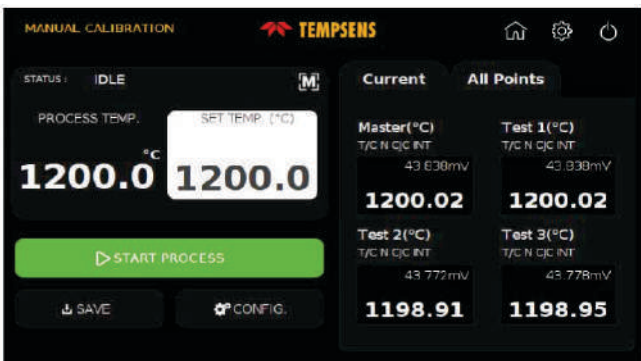 MANUAL CALIBRATION
TEMPSENS
STATUS : IDLE
[M]
PROCESS TEMP.
°C
1200.0
SET TEMP. (°C)
1200.0
START PROCESS
SAVE
CONFIG.
Current
All Points
Master(°C)
T/C N CJC INT
43.838mV
1200.02
Test 1(°C)
T/C N CJC INT
43.838mV
1200.02
Test 2(°C)
T/C N CJC INT
43.772mV
1198.91
Test 3(°C)
T/C N CJC INT
43.778mV
1198.95